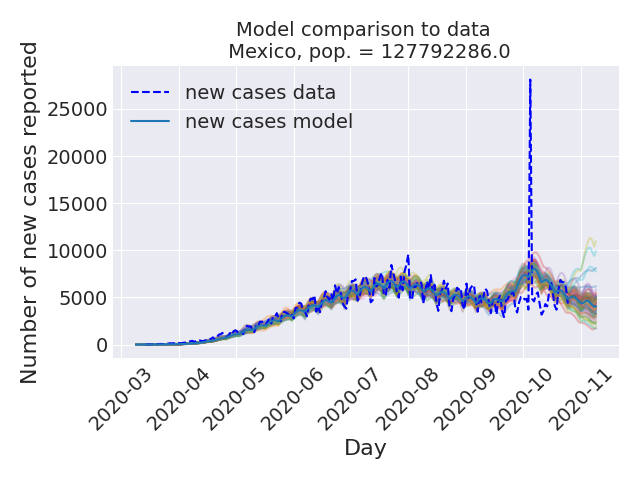 Model comparison to data
Mexico, pop. = 127792286.0
Number of new cases reported
25000
20000
15000
10000
5000
0
new cases data
new cases model
2020-03
2020-04
2020-05
2020-06
2020-07
2020-08
2020-09
2020-10
2020-11
Day